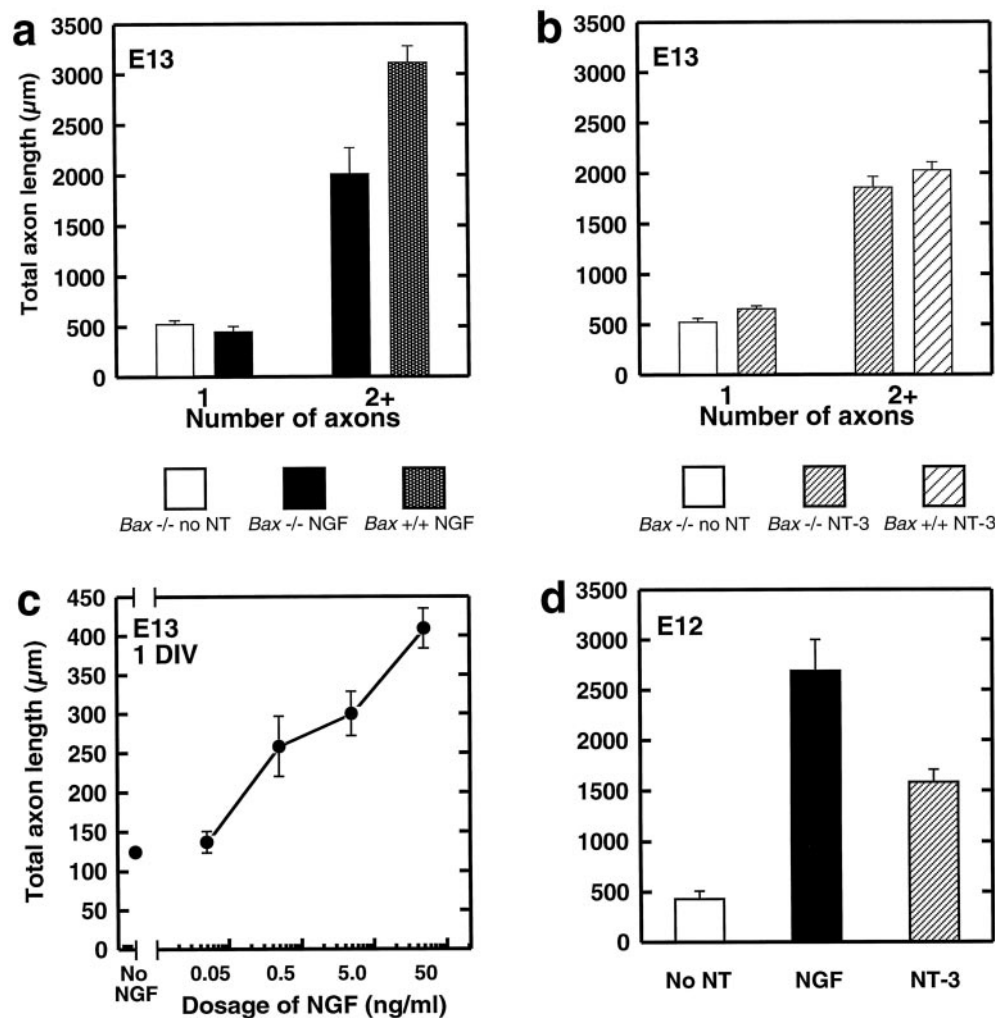 a
E13
Total axon length (µm)
3500
3000
2500
2000
1500
1000
500
0
1
2+
Number of axons
Bax -/- no NT
Bax -/- NGF
Bax +/+ NGF
b
E13
3500
3000
2500
2000
1500
1000
500
0
1
2+
Number of axons
Bax -/- no NT
Bax -/- NT-3
Bax +/+ NT-3
c
E13
1 DIV
Total axon length (µm)
450
400
350
300
250
200
150
100
50
0
No
NGF
0.05
0.5
5.0
50
Dosage of NGF (ng/ml)
d
E12
3500
3000
2500
2000
1500
1000
500
0
No NT
NGF
NT-3